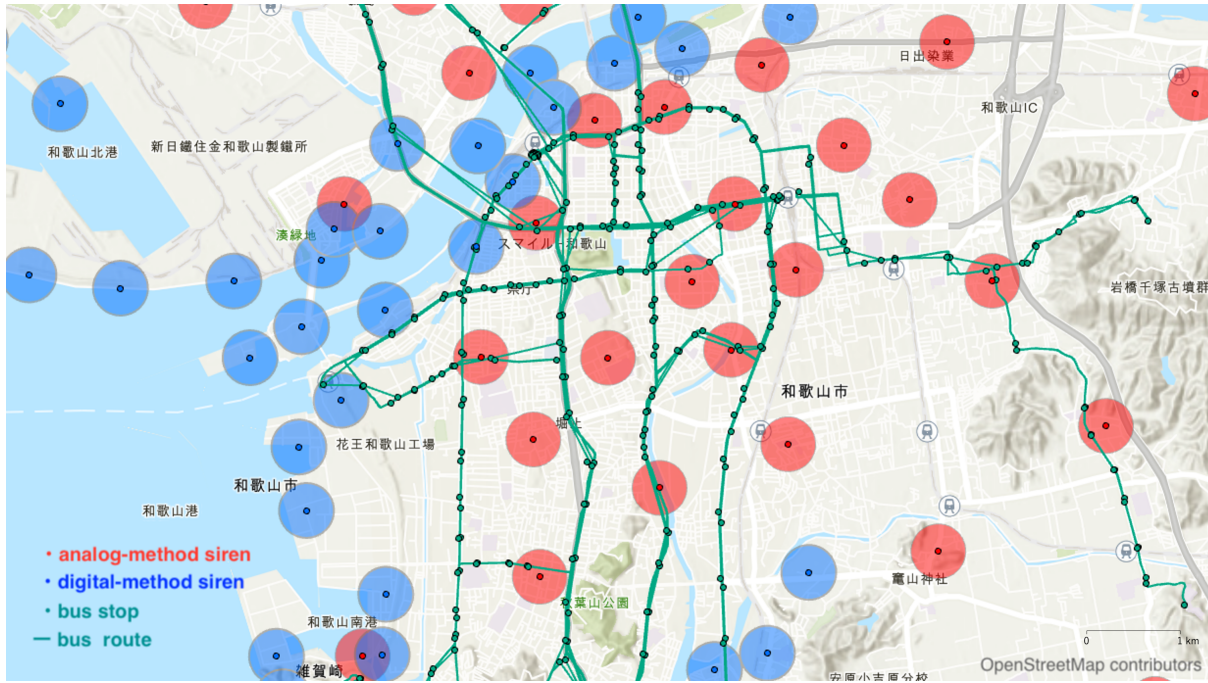 日出染業
和歌山IC
和歌山北港
新日鐵住金和歌山製鐵所
湊緑地
スマイル-和歌山
県庁
岩橋千塚古墳群
和歌山市
堀止
花王和歌山工場
和歌山市
和歌山港
・analog-method siren
・digital-method siren
・bus stop
— bus route
竃山神社
秋葉山公園
和歌山南港
雑賀崎
0 1 km
OpenStreetMap contributors
安原小吉原分校